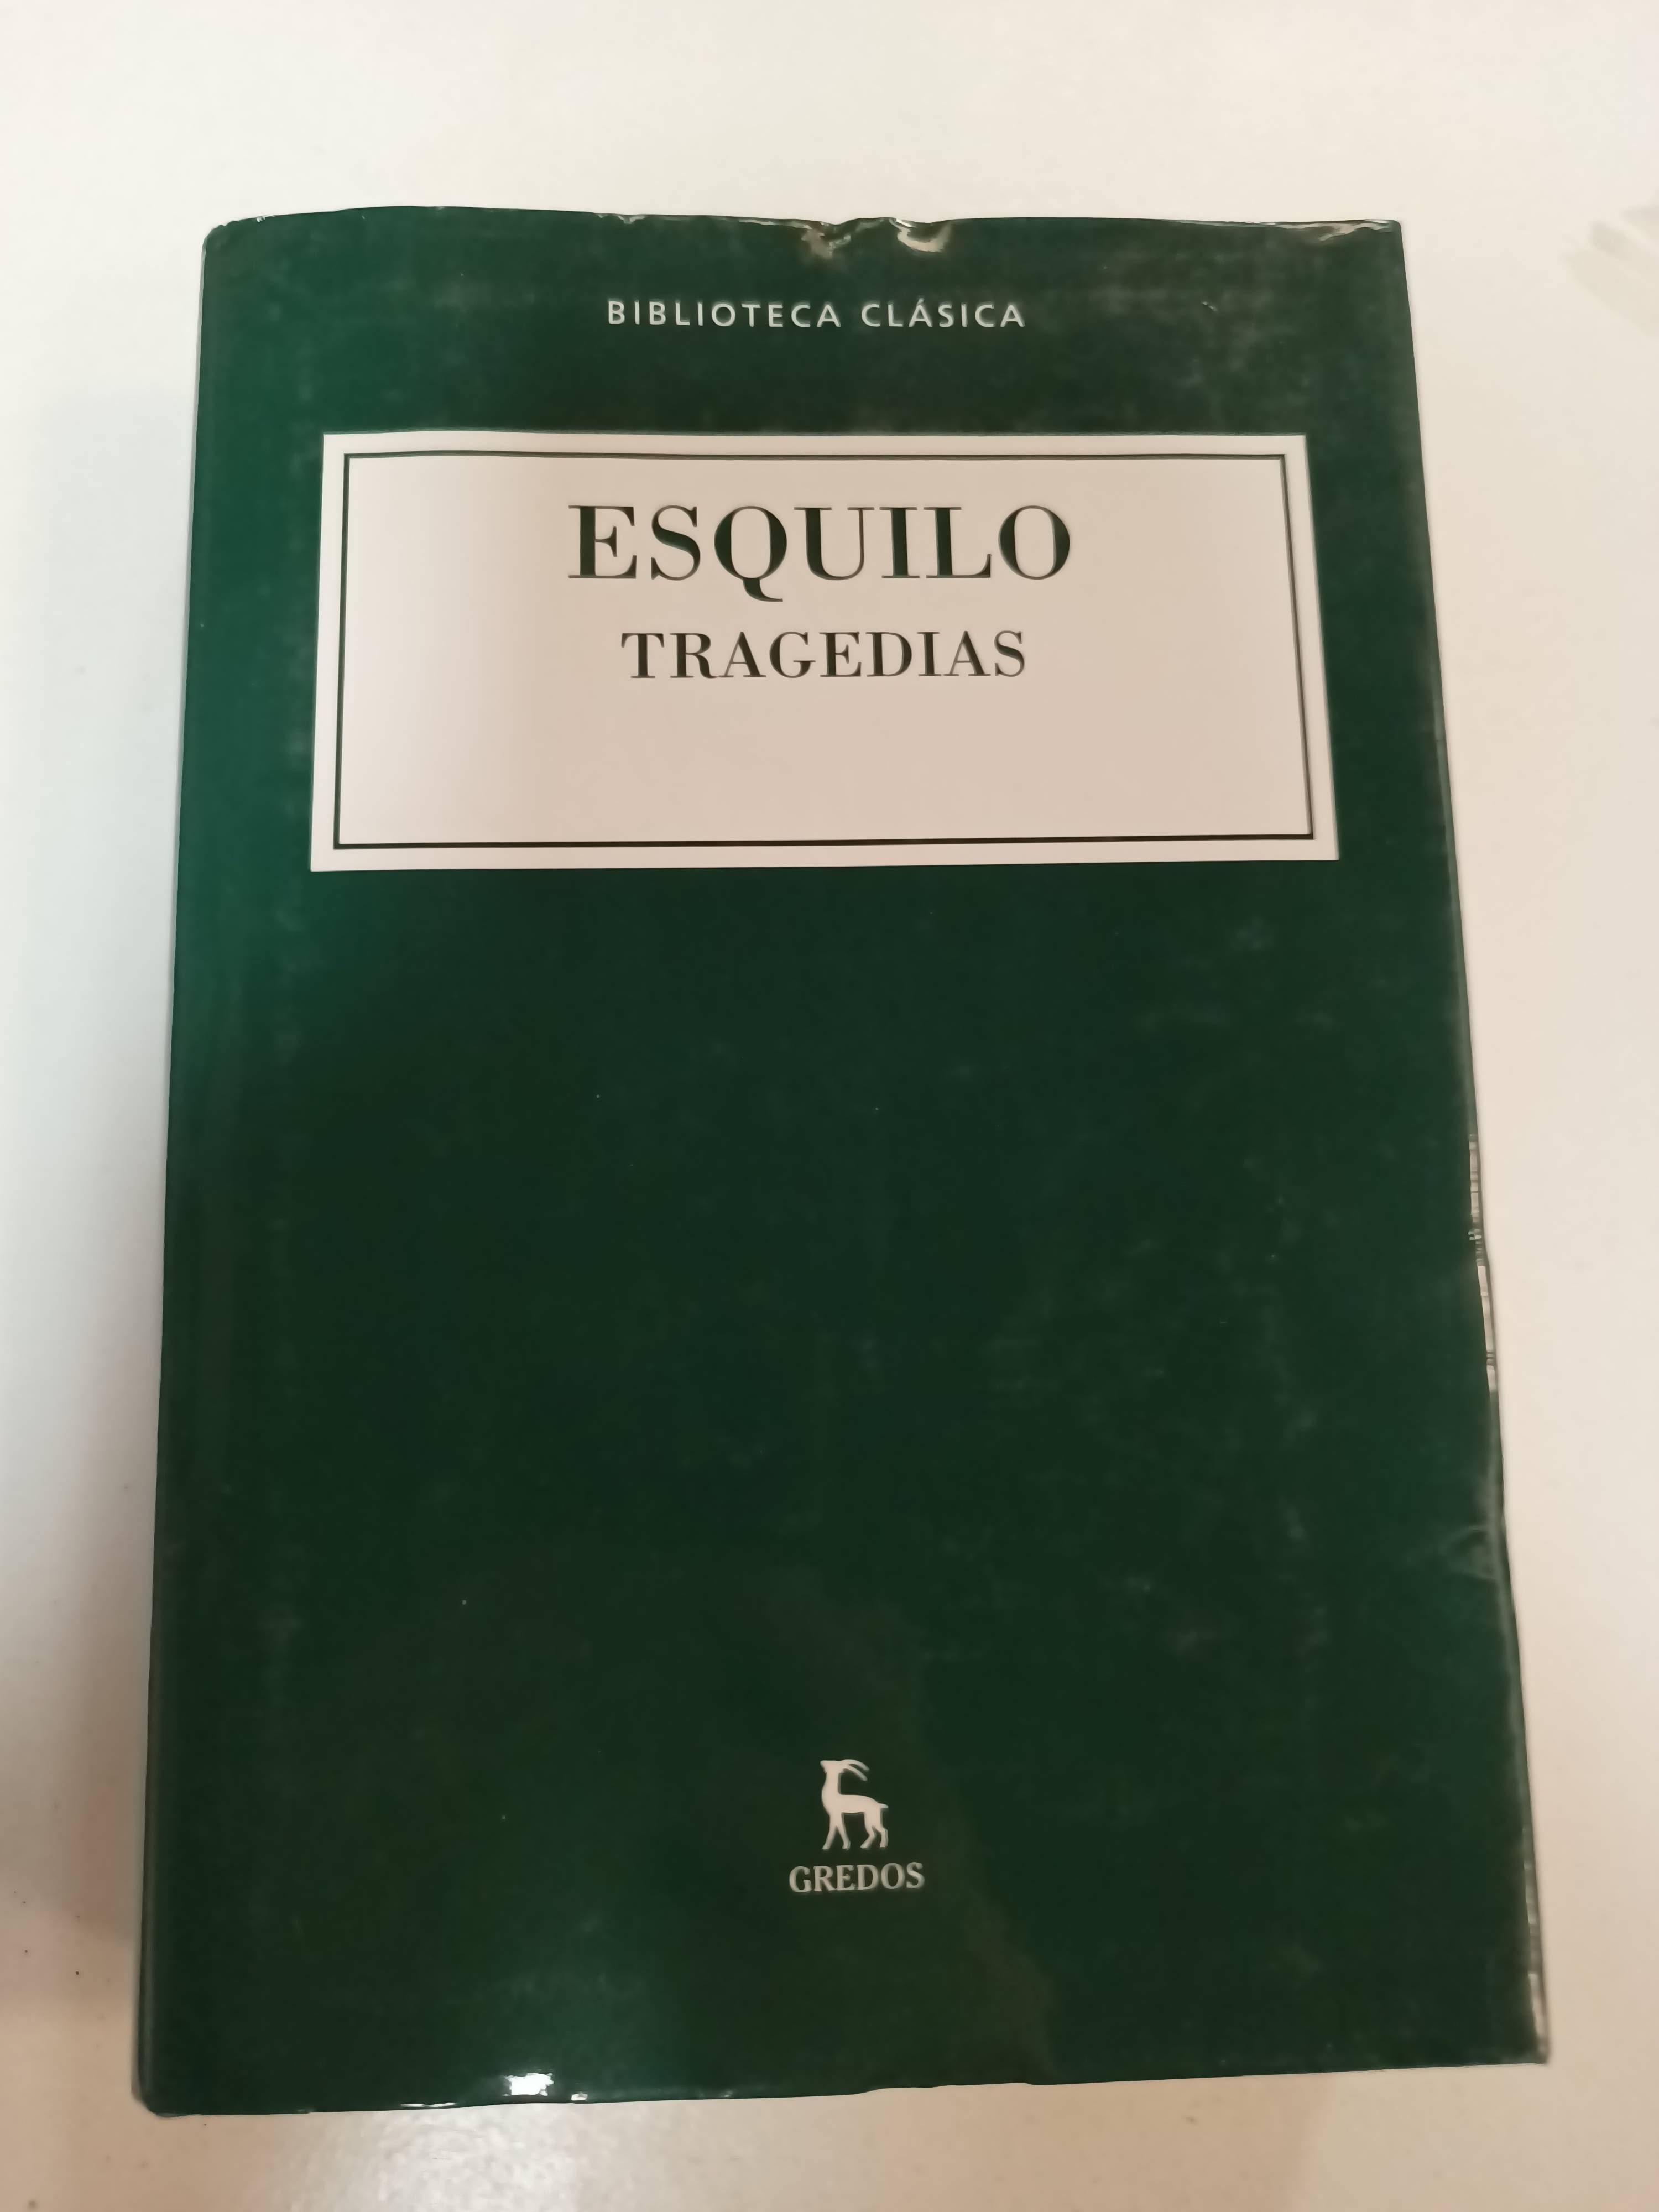 BIBLIOTECA CLÁSICA
ESQUILO
TRAGEDIAS
GREDOS